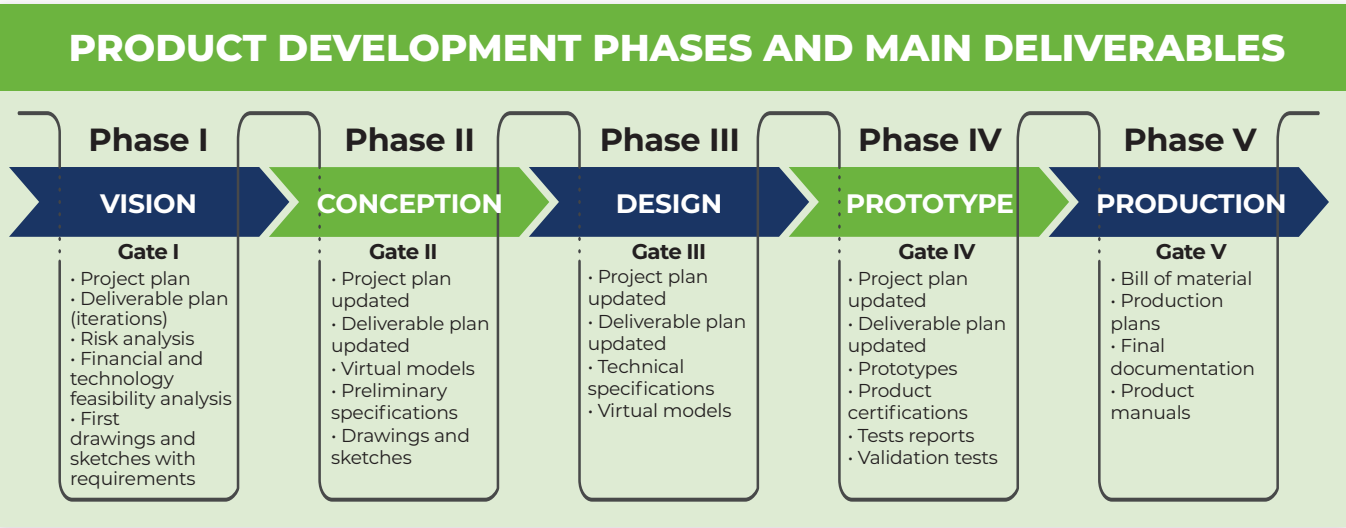 PRODUCT DEVELOPMENT PHASES AND MAIN DELIVERABLES
Phase I
VISION
Gate I
· Project plan
· Deliverable plan
(iterations)
· Risk analysis
· Financial and
technology
feasibility analysis
· First
drawings and
sketches with
requirements
Phase II
CONCEPTION
Gate II
· Project plan
updated
· Deliverable plan
updated
· Virtual models
· Preliminary
specifications
· Drawings and
sketches
Phase III
DESIGN
Gate III
· Project plan
updated
· Deliverable plan
updated
· Technical
specifications
· Virtual models
Phase IV
PROTOTYPE
Gate IV
· Project plan
updated
· Deliverable plan
updated
· Prototypes
· Product
certifications
· Tests reports
· Validation tests
Phase V
PRODUCTION
Gate V
· Bill of material
· Production
plans
· Final
documentation
· Product
manuals